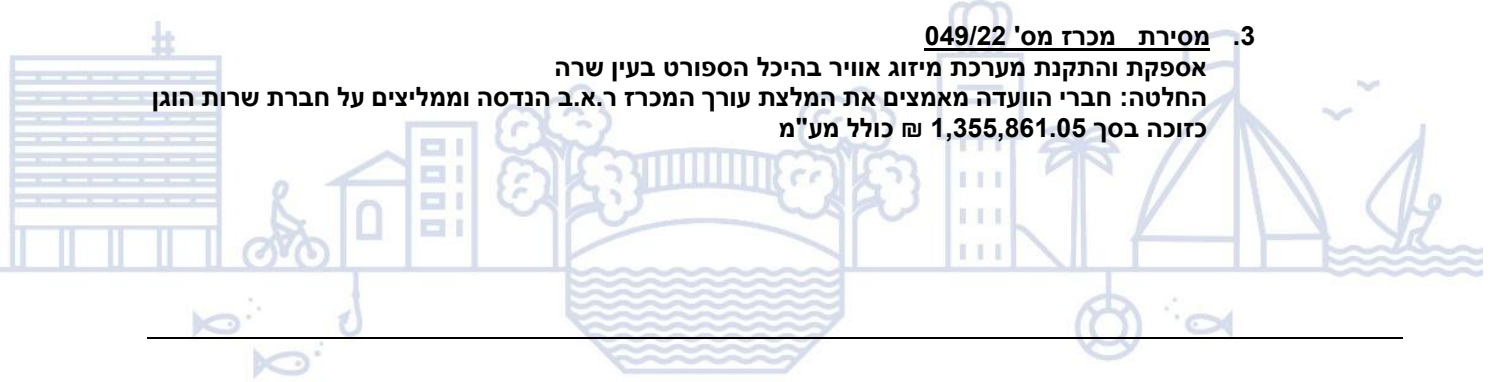 3. מסירת מכרז מס' 049/22
אספקת והתקנת מערכת מיזוג אוויר בהיכל הספורט בעין שרה
החלטה: חברי הוועדה מאמצים את המלצת עורך המכרז ר.א.ב הנדסה וממליצים על חברת שרות הוגן
כזוכה בסך 1,355,861.05 ₪ כולל מע"מ